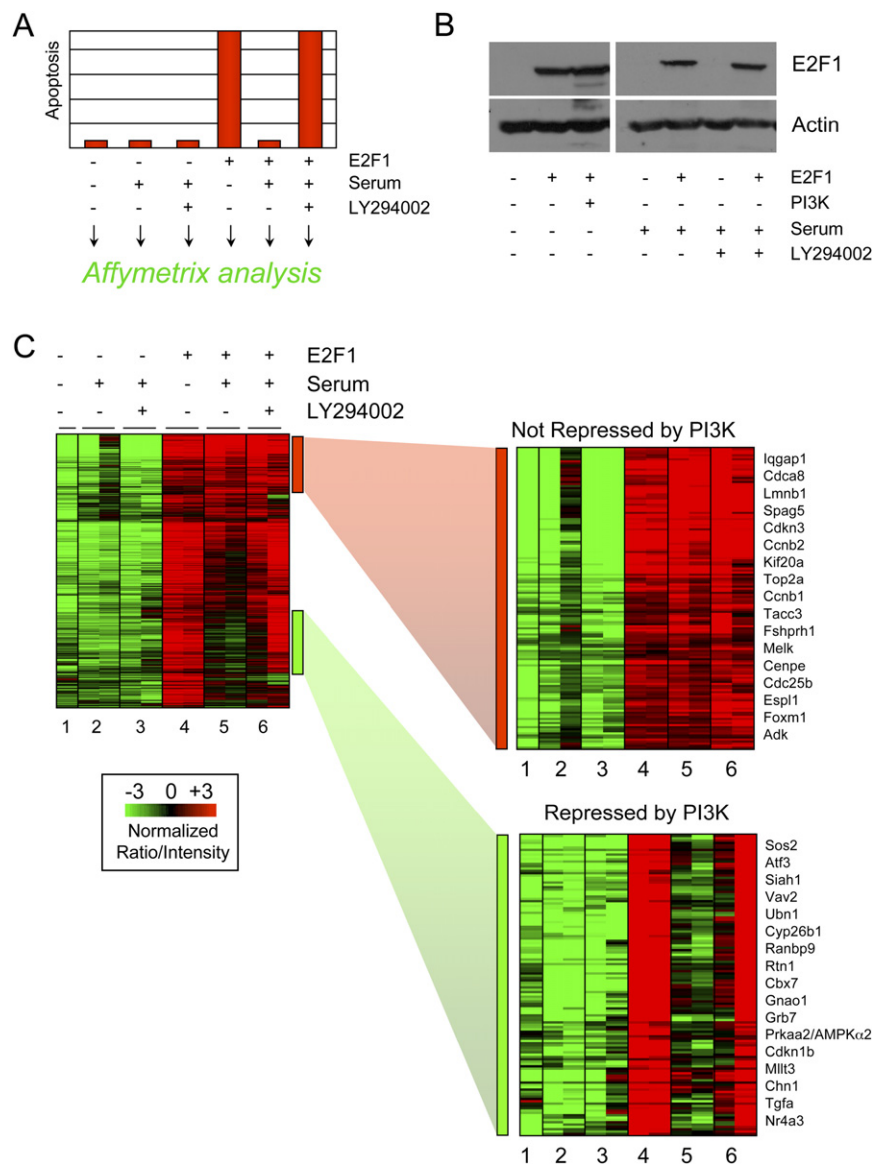 A
Apoptosis
- - - + + + E2F1
- + + - + + Serum
- - + - - + LY294002
Affymetrix analysis
B
E2F1
Actin
- + + - + - + E2F1
- - + - - - - PI3K
- - - + + + + Serum
- - - - - + + LY294002
C
- - - + + + E2F1
- + + - + + Serum
- - + - - + LY294002
1 2 3 4 5 6
-3 0 +3
Normalized
Ratio/Intensity
Not Repressed by PI3K
Iqgap1
Cdca8
Lmnb1
Spag5
Cdkn3
Ccnb2
Kif20a
Top2a
Ccnb1
Tacc3
Fshprh1
Melk
Cenpe
Cdc25b
Espl1
Foxm1
Adk
1 2 3 4 5 6
Repressed by PI3K
Sos2
Atf3
Siah1
Vav2
Ubn1
Cyp26b1
Ranbp9
Rtn1
Cbx7
Gnao1
Grb7
Prkaa2/AMPKα2
Cdkn1b
Mllt3
Chn1
Tgfa
Nr4a3
1 2 3 4 5 6